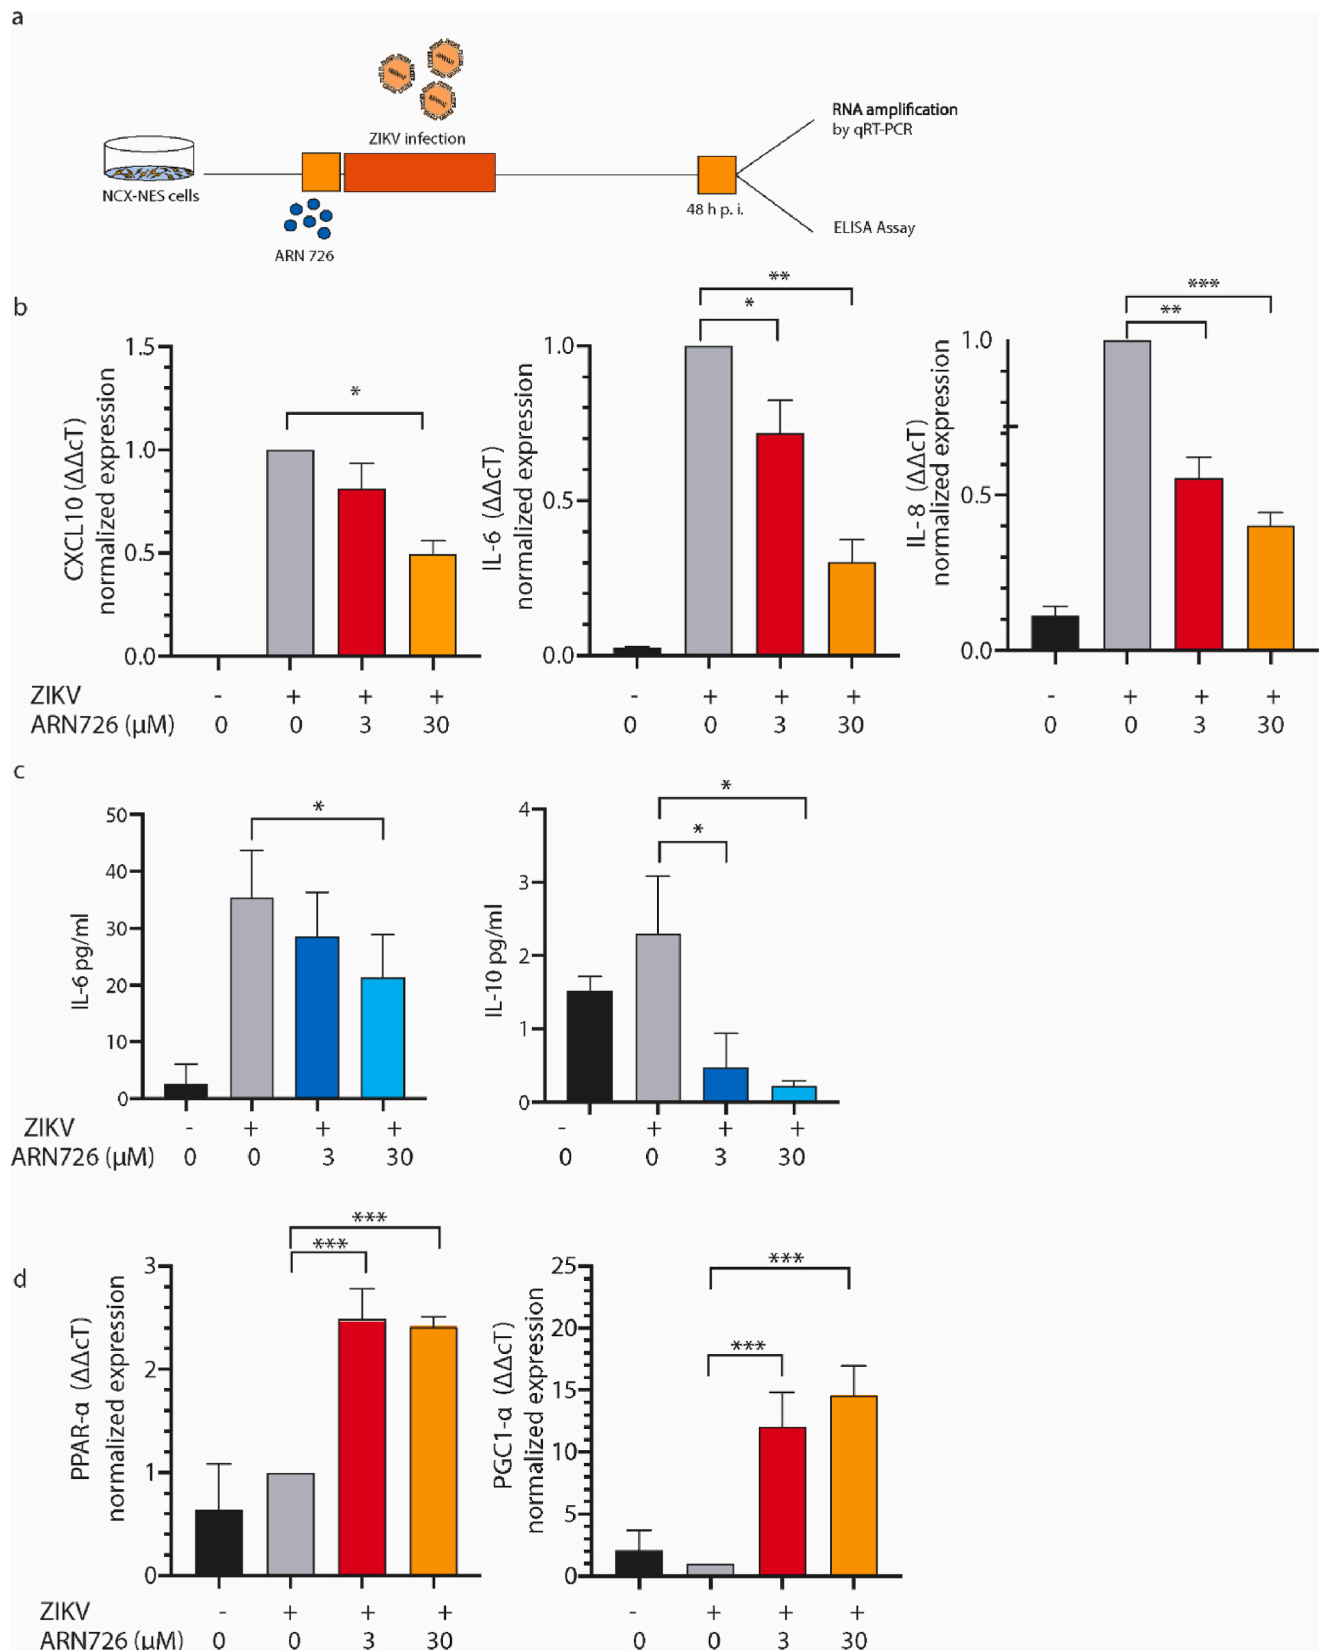 a
ZIKV infection
NCX-NES cells
ARN 726
48 h p. i.
RNA amplification
by qRT-PCR
ELISA Assay
b
CXCL10 (ΔΔcT)
normalized expression
1.5
1.0
0.5
0.0
*
IL-6 (ΔΔcT)
normalized expression
1.0
0.5
0.0
*
**
IL-8 (ΔΔcT)
normalized expression
1.0
0.5
0.0
**
***
ZIKV - + + + - + + + - + + +
ARN726 (μM) 0 0 3 30 0 0 3 30 0 0 3 30
c
IL-6 pg/ml
50
40
30
20
10
0
*
IL-10 pg/ml
4
3
2
1
0
*
*
ZIKV - + + + - + + +
ARN726 (μM) 0 0 3 30 0 0 3 30
d
PPAR-α (ΔΔcT)
normalized expression
3
2
1
0
***
***
PGC1-α (ΔΔcT)
normalized expression
25
20
15
10
5
0
***
***
ZIKV - + + + - + + +
ARN726 (μM) 0 0 3 30 0 0 3 30